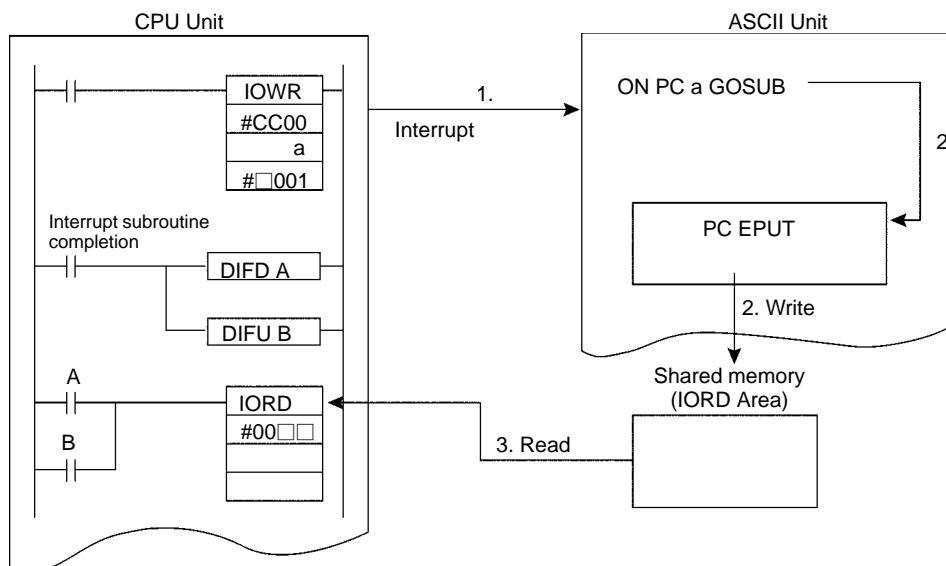 CPU Unit
ASCII Unit
IOWR
#CC00
a
#□001
1.
Interrupt
ON PC a GOSUB
2
Interrupt subroutine
completion
DIFD A
DIFU B
PC EPUT
2. Write
A
B
IORD
#00□□
3. Read
Shared memory
(IORD Area)